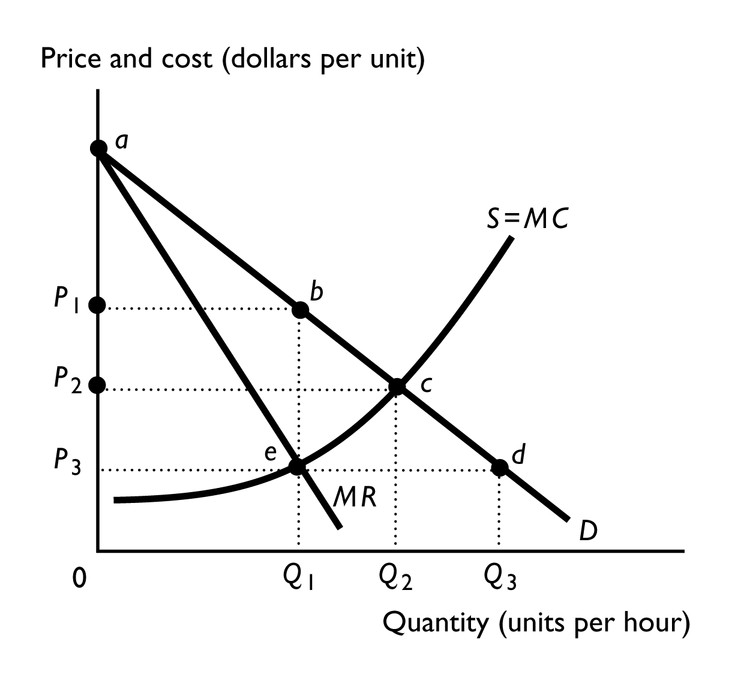 Price and cost (dollars per unit)
a
S=MC
P1
b
P2
c
P3
e
d
MR
D
0
Q1
Q2
Q3
Quantity (units per hour)